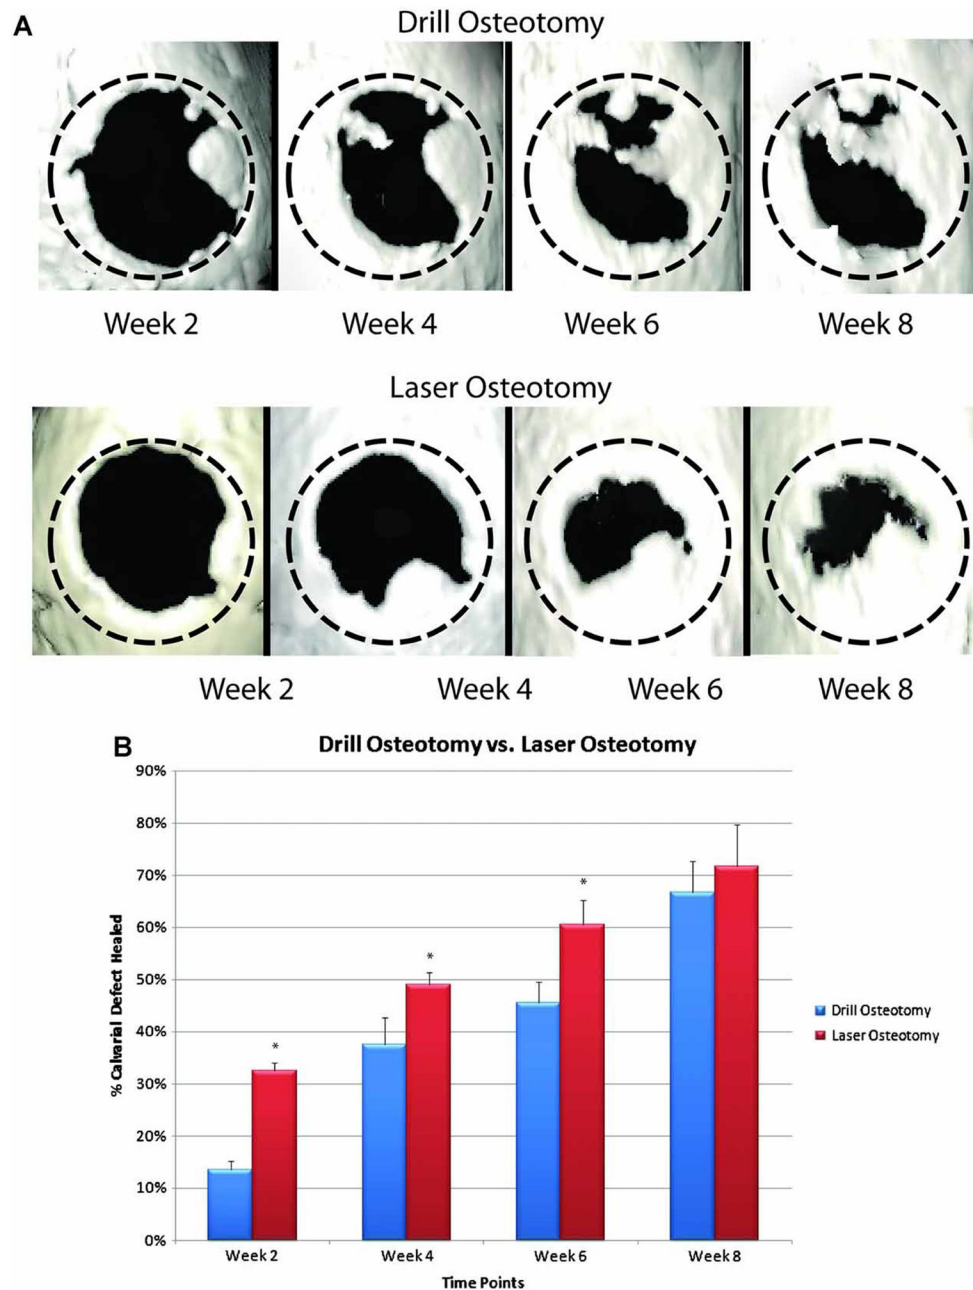 A
Drill Osteotomy
Week 2 Week 4 Week 6 Week 8
Laser Osteotomy
Week 2 Week 4 Week 6 Week 8
B
Drill Osteotomy vs. Laser Osteotomy
90%
80%
70%
60%
50%
40%
30%
20%
10%
0%
% Calvarial Defect Healed
*
*
*
Drill Osteotomy
Laser Osteotomy
Week 2 Week 4 Week 6 Week 8
Time Points